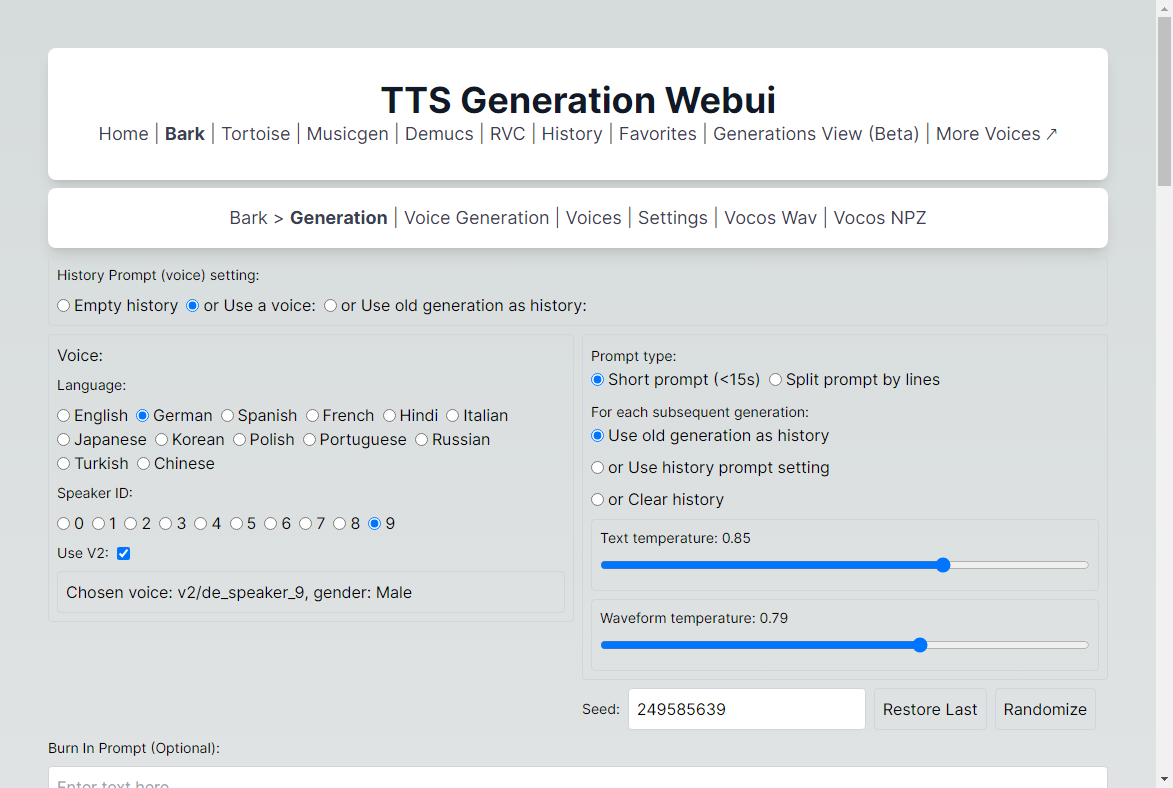 TTS Generation Webui
Home | Bark | Tortoise | Musicgen | Demucs | RVC | History | Favorites | Generations View (Beta) | More Voices ↗
Bark > Generation | Voice Generation | Voices | Settings | Vocos Wav | Vocos NPZ
History Prompt (voice) setting:
Empty history or Use a voice: or Use old generation as history:
Voice:
Language:
English German Spanish French Hindi Italian
Japanese Korean Polish Portuguese Russian
Turkish Chinese
Speaker ID:
0 1 2 3 4 5 6 7 8 9
Use V2:
Chosen voice: v2/de_speaker_9, gender: Male
Prompt type:
Short prompt (<15s) Split prompt by lines
For each subsequent generation:
Use old generation as history
or Use history prompt setting
or Clear history
Text temperature: 0.85
Waveform temperature: 0.79
Seed: 249585639 Restore Last Randomize
Burn In Prompt (Optional):
Enter text here